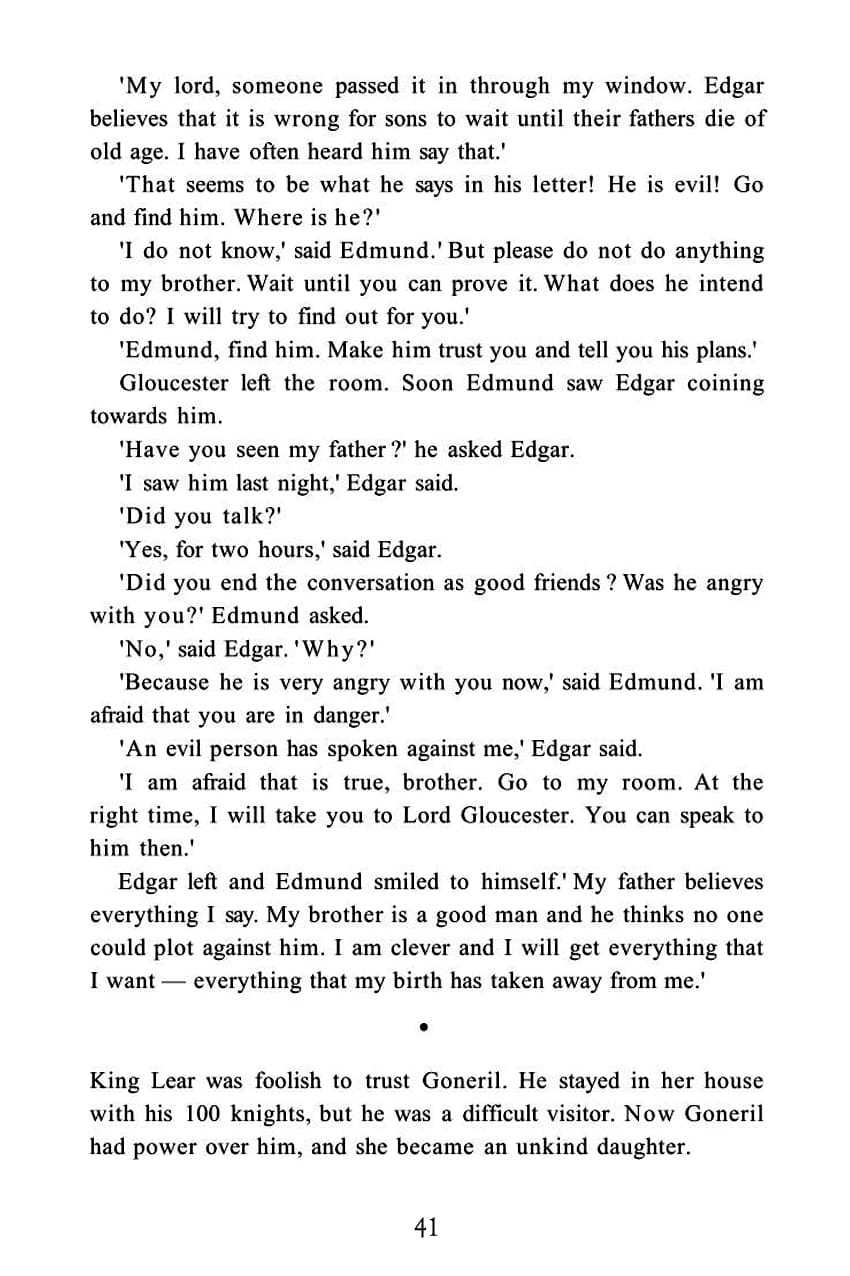 'My lord, someone passed it in through my window. Edgar
believes that it is wrong for sons to wait until their fathers die of
old age. I have often heard him say that.'
'That seems to be what he says in his letter! He is evil! Go
and find him. Where is he?'
'I do not know,' said Edmund.' But please do not do anything
to my brother. Wait until you can prove it. What does he intend
to do? I will try to find out for you.'
'Edmund, find him. Make him trust you and tell you his plans.'
Gloucester left the room. Soon Edmund saw Edgar coining
towards him.
'Have you seen my father ?' he asked Edgar.
'I saw him last night,' Edgar said.
'Did you talk?'
'Yes, for two hours,' said Edgar.
'Did you end the conversation as good friends ? Was he angry
with you?' Edmund asked.
'No,' said Edgar. 'Why?'
'Because he is very angry with you now,' said Edmund. 'I am
afraid that you are in danger.'
'An evil person has spoken against me,' Edgar said.
'I am afraid that is true, brother. Go to my room. At the
right time, I will take you to Lord Gloucester. You can speak to
him then.'
Edgar left and Edmund smiled to himself.' My father believes
everything I say. My brother is a good man and he thinks no one
could plot against him. I am clever and I will get everything that
I want — everything that my birth has taken away from me.'
•
King Lear was foolish to trust Goneril. He stayed in her house
with his 100 knights, but he was a difficult visitor. Now Goneril
had power over him, and she became an unkind daughter.
41